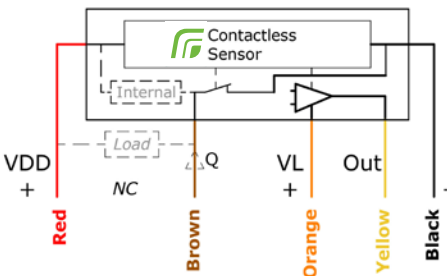 Contactless
Sensor
Internal
Load
Q
VDD
+
NC
VL
+
Out
-
Red
Brown
Orange
Yellow
Black